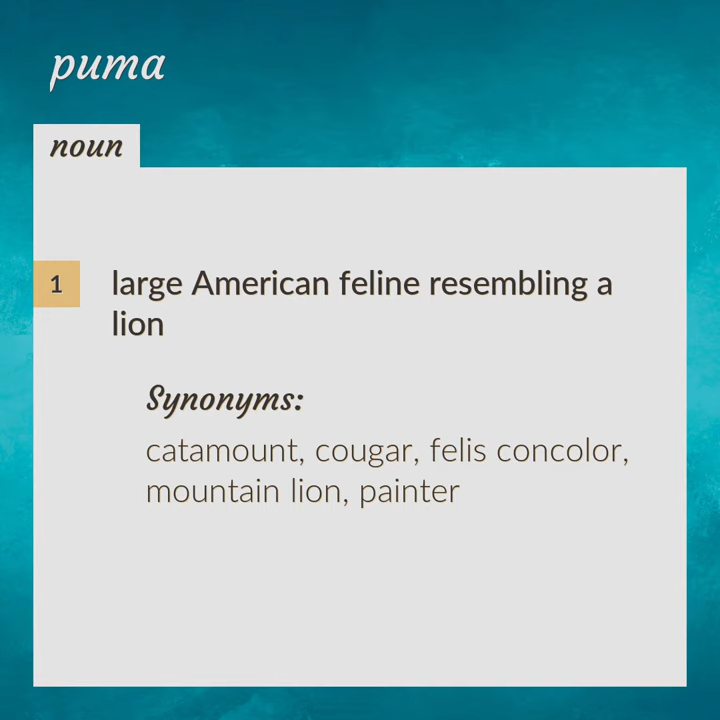 puma
noun
1
large American feline resembling a
lion
Synonyms:
catamount, cougar, felis concolor,
mountain lion, painter